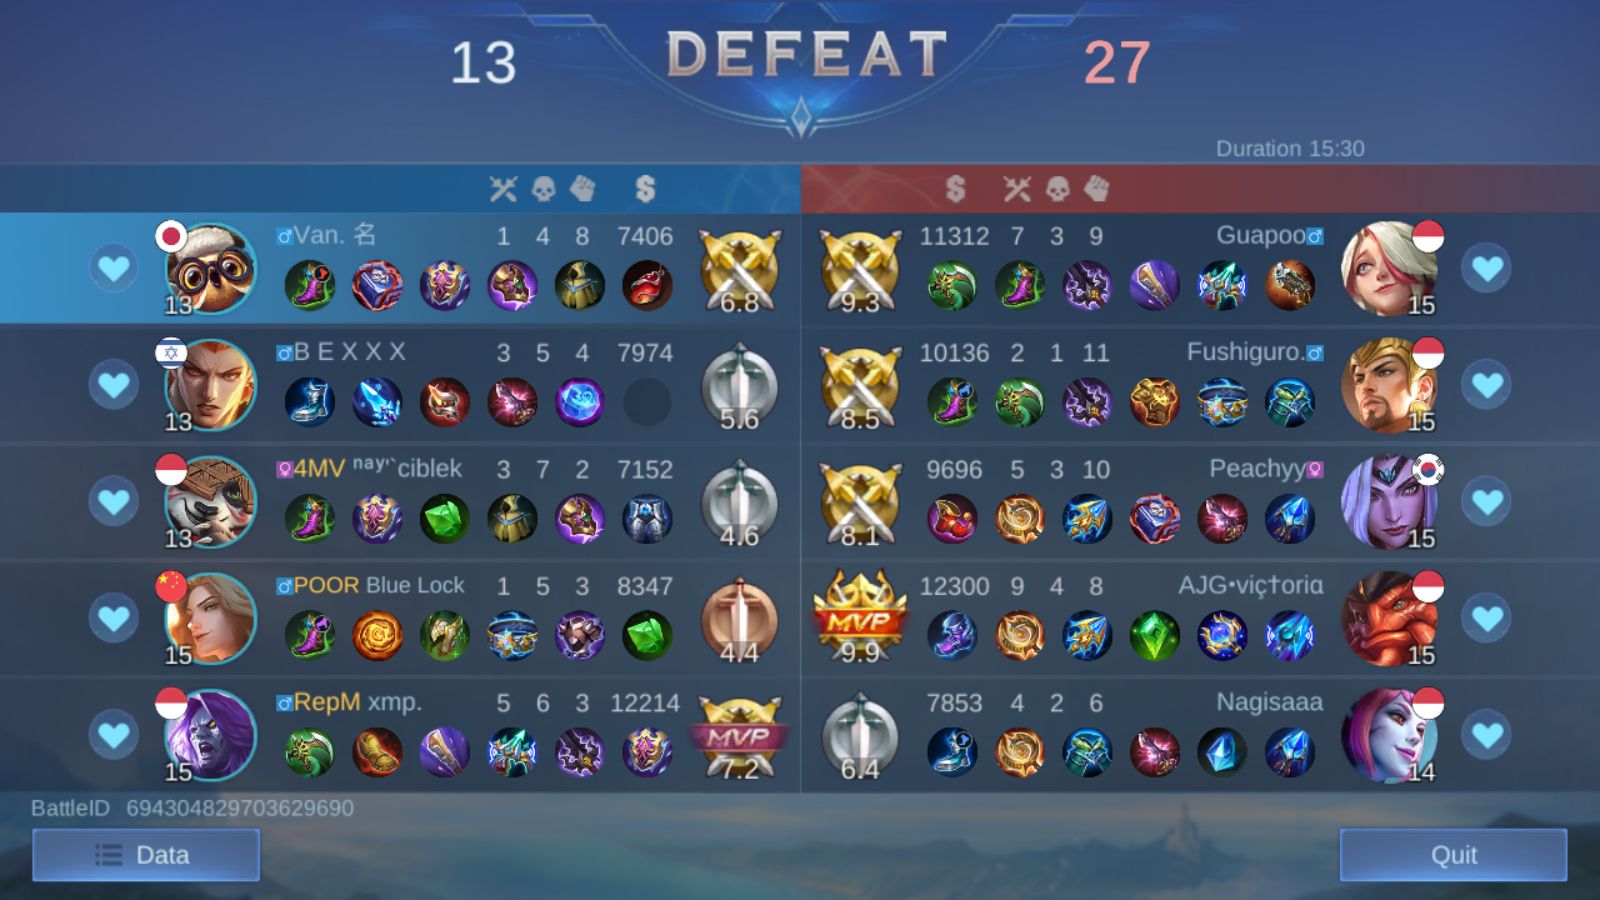 13 DEFEAT 27
Duration 15:30
Van. 名 1 4 8 7406 6.8 13
9.3 11312 7 3 9 Guapoo 15
B E X X X 3 5 4 7974 5.6 13
8.5 10136 2 1 11 Fushiguro. 15
4MV ⁿᵃʸ'`ciblek 3 7 2 7152 4.6 13
8.1 9696 5 3 10 Peachyy 15
POOR Blue Lock 1 5 3 8347 4.4 15
MVP 9.9 12300 9 4 8 AJG•viç†oriɑ 15
RepM xmp. 5 6 3 12214 MVP 7.2 15
6.4 7853 4 2 6 Nagisaaa 14
BattleID 694304829703629690
Data
Quit